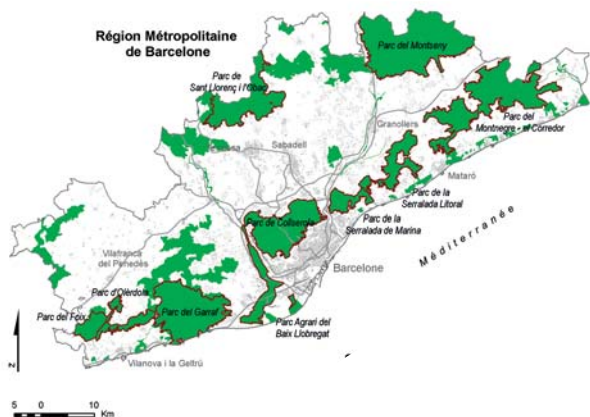 Région Métropolitaine
de Barcelone
Parc del Montseny
Parc de
Sant Llorenç i l'Obac
Granollers
Parc del
Montnegre - el Corredor
Sabadell
Mataró
Parc de la
Serralada Litoral
Parc de Collserola
Parc de la
Serralada de Marina
Méditerranée
Vilafranca
del Penedès
Barcelone
Parc d'Olèrdola
Parc del Foix
Parc del Garraf
Parc Agrari del
Baix Llobregat
Vilanova i la Geltrú
N
5 0 10
Km